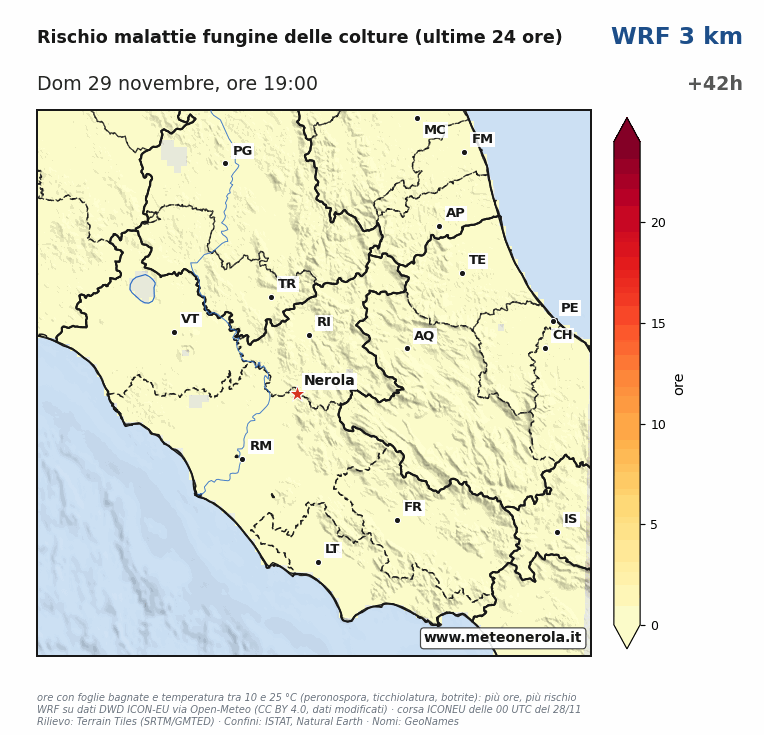 Rischio malattie fungine delle colture (ultime 24 ore)
WRF 3 km
Dom 29 novembre, ore 19:00
+42h
MC
FM
PG
AP
TE
TR
PE
VT
RI
AQ
CH
Nerola
RM
FR
IS
LT
www.meteonerola.it
20
15
10
5
0
ore
ore con foglie bagnate e temperatura tra 10 e 25 °C (peronospora, ticchiolatura, botrite): più ore, più rischio
WRF su dati DWD ICON-EU via Open-Meteo (CC BY 4.0, dati modificati) · corsa ICONEU delle 00 UTC del 28/11
Rilievo: Terrain Tiles (SRTM/GMTED) · Confini: ISTAT, Natural Earth · Nomi: GeoNames